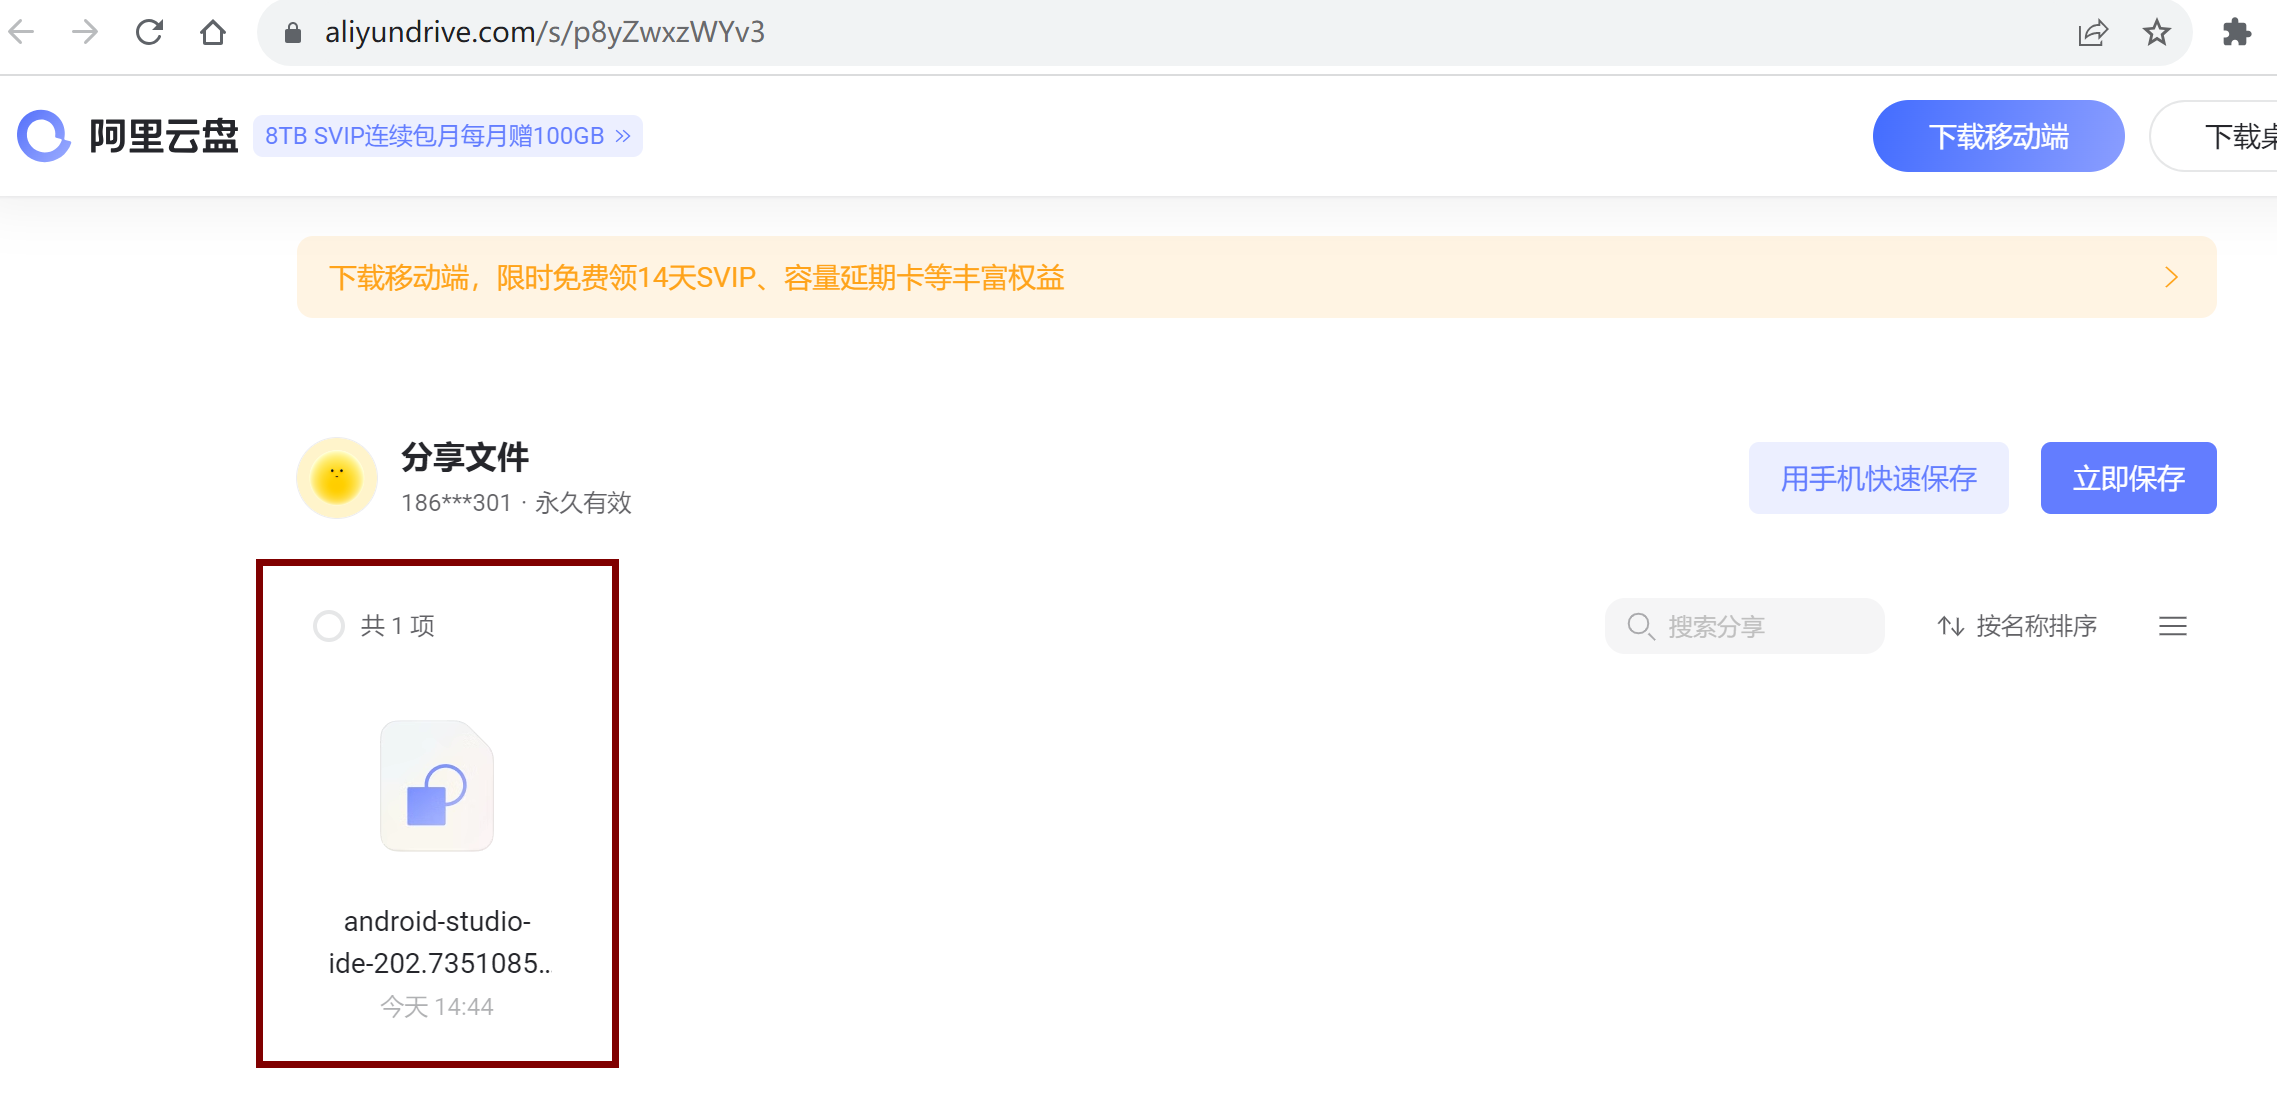 aliyundrive.com/s/p8yZwxzWYv3
阿里云盘
8TB SVIP连续包月每月赠100GB
下载移动端
下载桌
下载移动端，限时免费领14天SVIP、容量延期卡等丰富权益
分享文件
186***301 · 永久有效
用手机快速保存
立即保存
共 1 项
搜索分享
按名称排序
android-studio-
ide-202.7351085...
今天 14:44